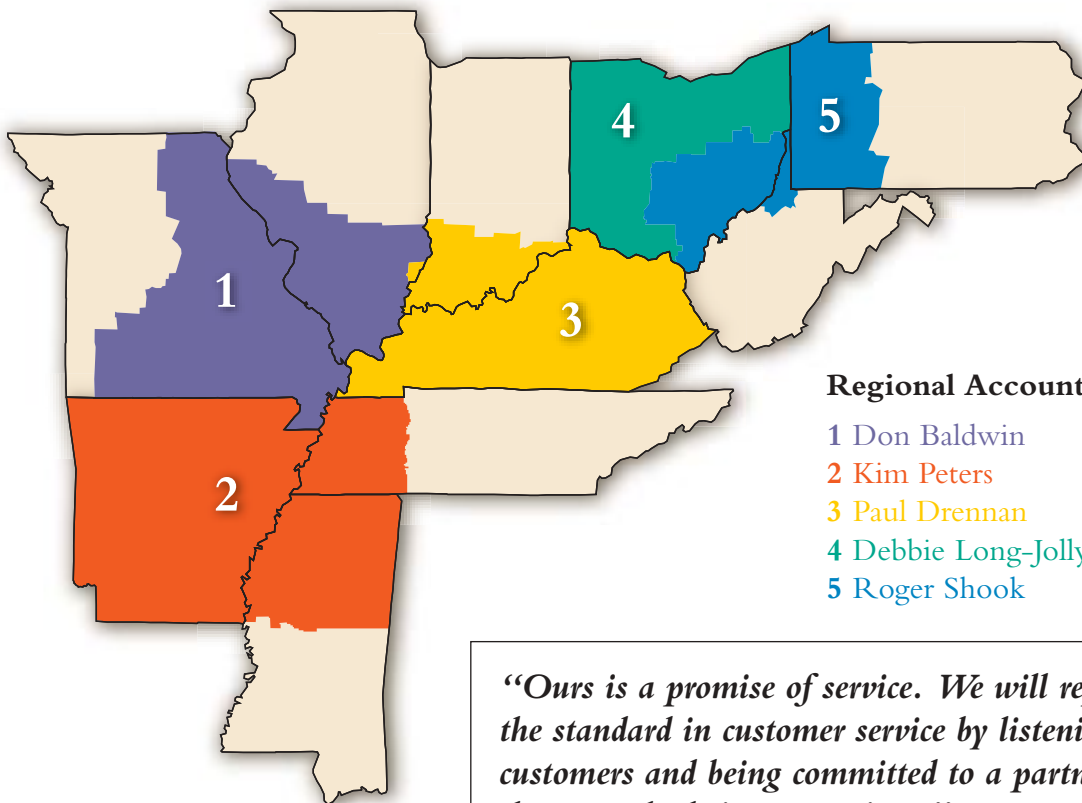 4
5
1
3
2
Regional Account
1 Don Baldwin
2 Kim Peters
3 Paul Drennan
4 Debbie Long-Jolly
5 Roger Shook
“Ours is a promise of service. We will
the standard in customer service by
customers and being committed to a